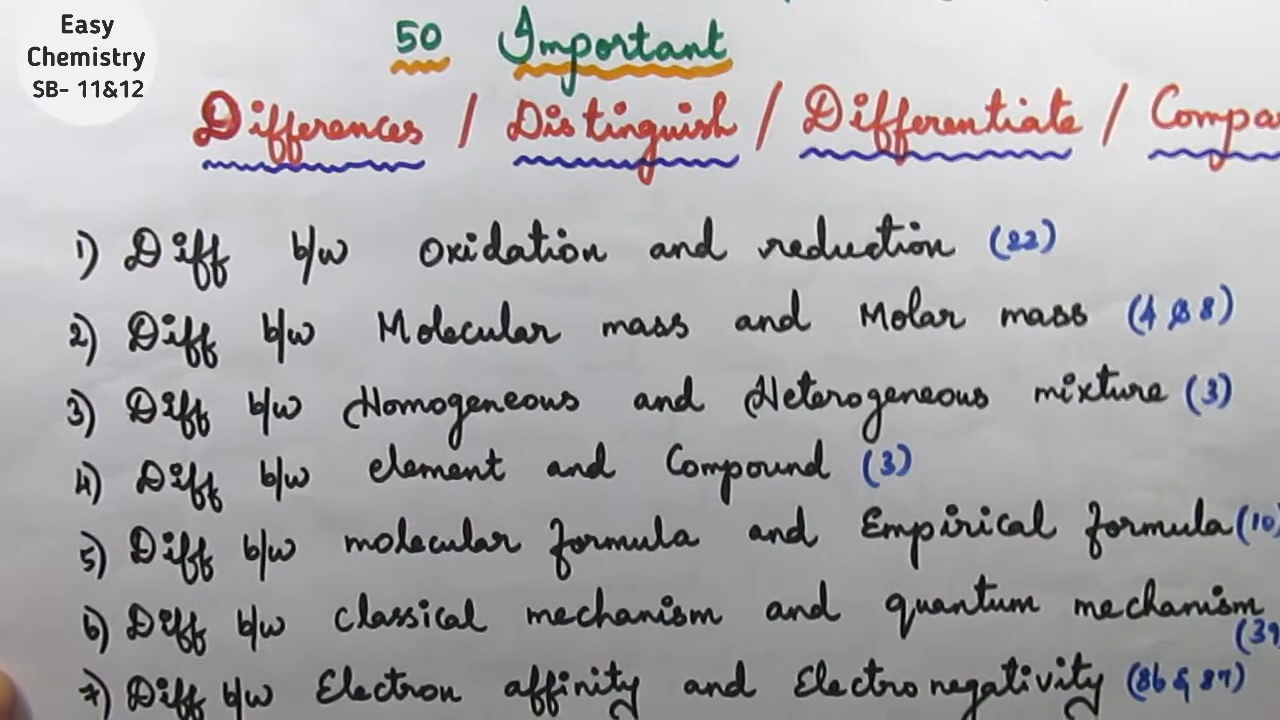 Easy
Chemistry
SB- 11&12
50 Important
Differences / Distinguish / Differentiate / Compa
1) Diff b/w oxidation and reduction (22)
2) Diff b/w Molecular mass and Molar mass (4 & 8)
3) Diff b/w Homogeneous and Heterogeneous mixture (3)
4) Diff b/w element and Compound (3)
5) Diff b/w molecular formula and Empirical formula (10
6) Diff b/w classical mechanism and quantum mechanism
(39
7) Diff b/w Electron affinity and Electronegativity (86 & 87)